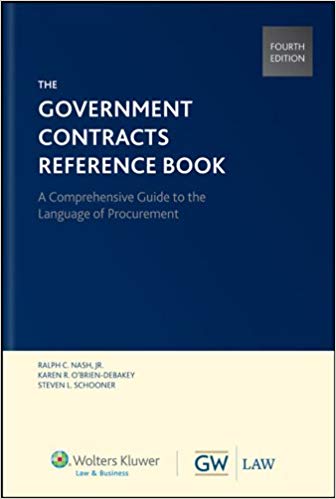 FOURTH
EDITION
THE
GOVERNMENT
CONTRACTS
REFERENCE BOOK
A Comprehensive Guide to the
Language of Procurement
RALPH C. NASH, JR.
KAREN R. O'BRIEN-DEBAKEY
STEVEN L. SCHOONER
Wolters Kluwer
Law & Business
GW LAW